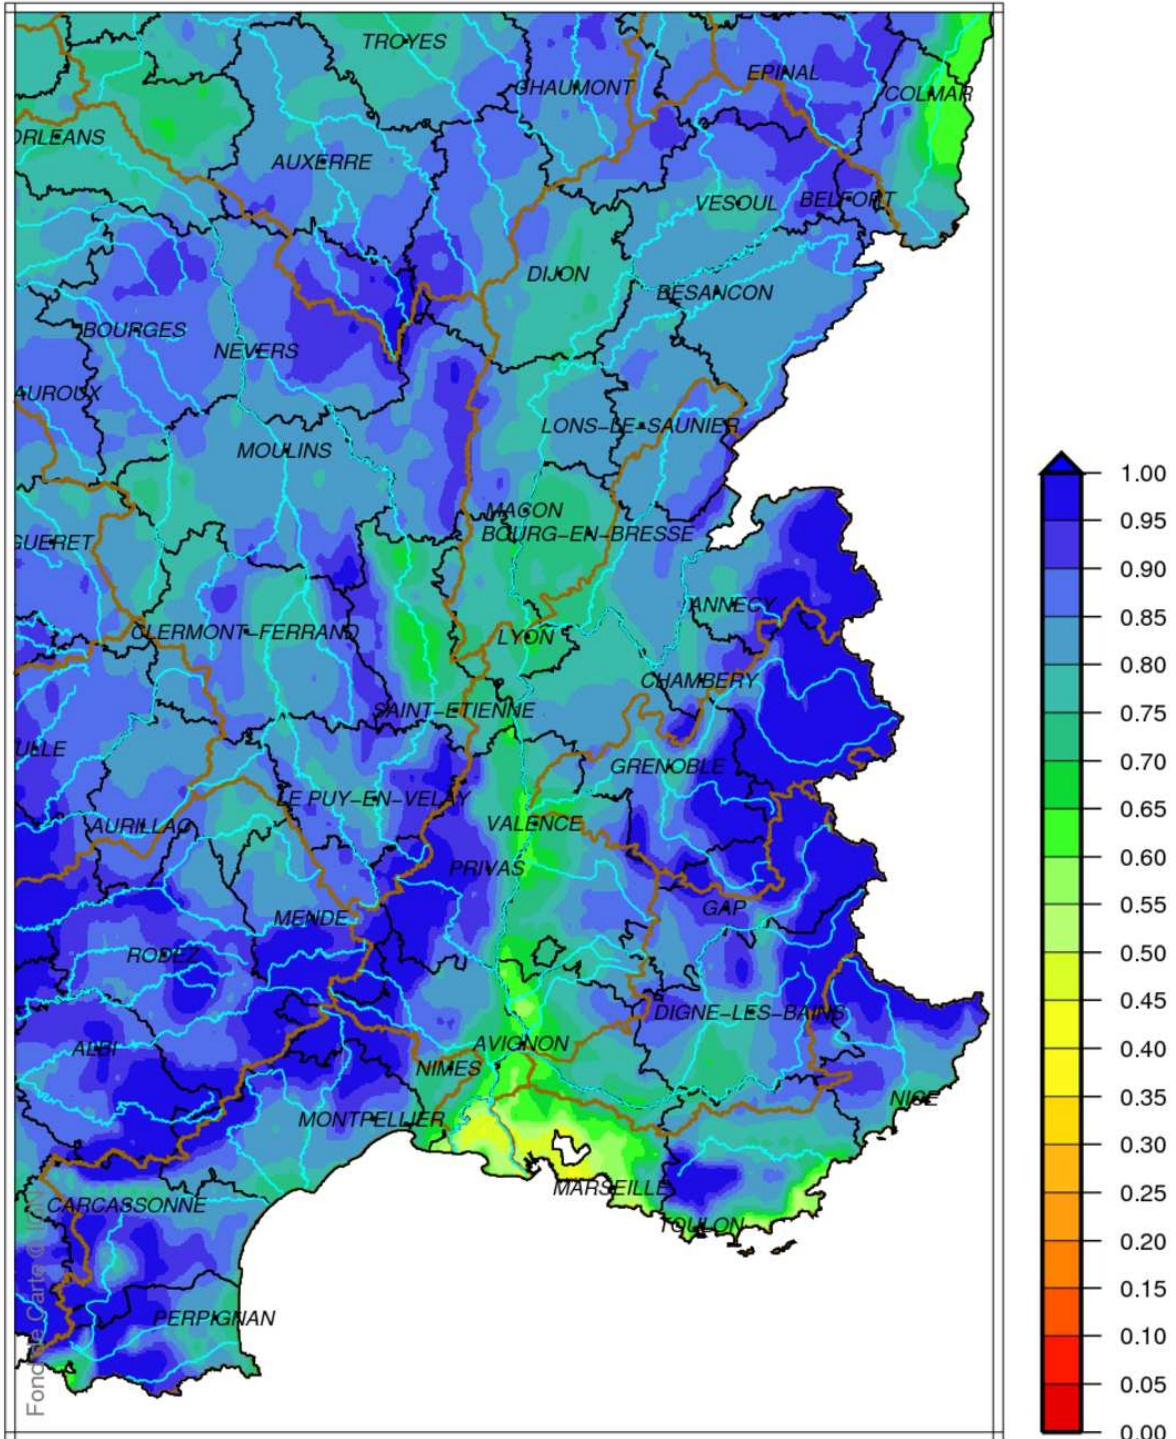 TROYES
EPINAL
CHAUMONT
COLMAR
ORLEANS
AUXERRE
VESOUL
BELFORT
DIJON
BESANCON
BOURGES
NEVERS
AUROUX
LONS-LE-SAUNIER
MOULINS
MACON
BOURG-EN-BRESSE
GUERET
ANNECY
CLERMONT-FERRAND
LYON
CHAMBERY
SAINT-ETIENNE
ULLE
GRENOBLE
LE PUY-EN-VELAY
AURILLAC
VALENCE
PRIVAS
GAP
MENDE
RODEZ
DIGNE-LES-BAINS
AVIGNON
ALBI
NIMES
NICE
MONTPELLIER
MARSEILLE
CARCASSONNE
TOULON
PERPIGNAN
1.00
0.95
0.90
0.85
0.80
0.75
0.70
0.65
0.60
0.55
0.50
0.45
0.40
0.35
0.30
0.25
0.20
0.15
0.10
0.05
0.00